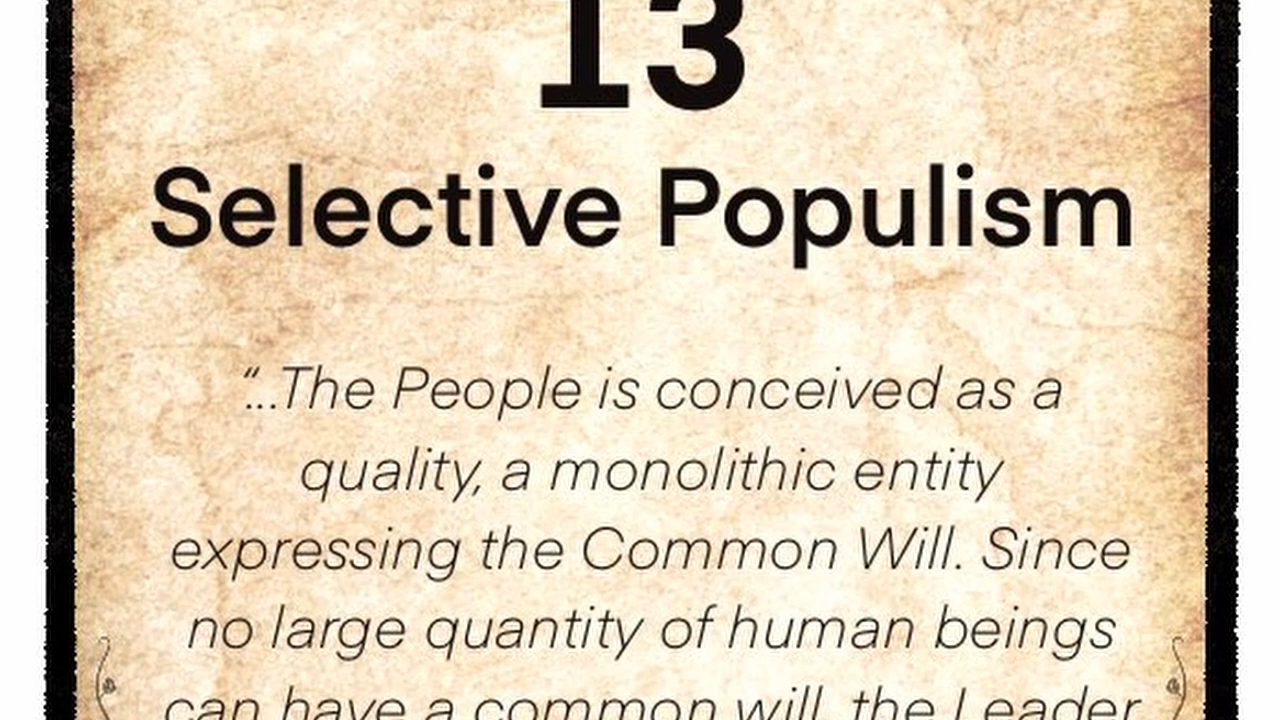 13
Selective Populism
“...The People is conceived as a
quality, a monolithic entity
expressing the Common Will. Since
no large quantity of human beings
can have a common will, the Leader